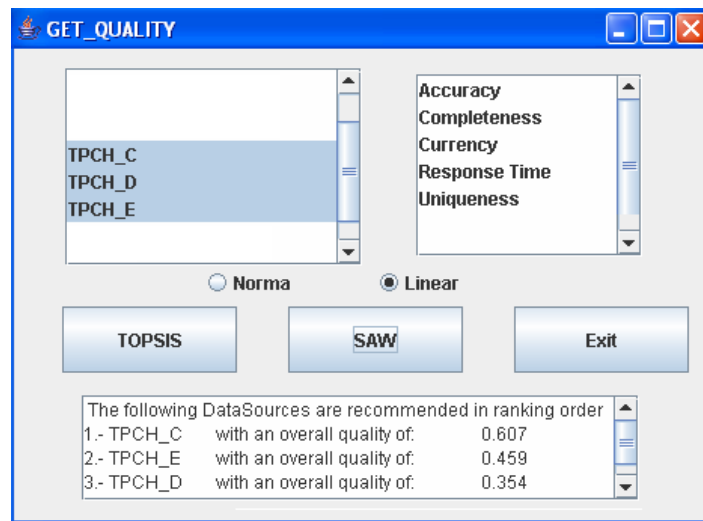 GET_QUALITY
TPCH_C
TPCH_D
TPCH_E
Accuracy
Completeness
Currency
Response Time
Uniqueness
Norma
Linear
TOPSIS
SAW
Exit
The following DataSources are recommended in ranking order
1.- TPCH_C with an overall quality of: 0.607
2.- TPCH_E with an overall quality of: 0.459
3.- TPCH_D with an overall quality of: 0.354